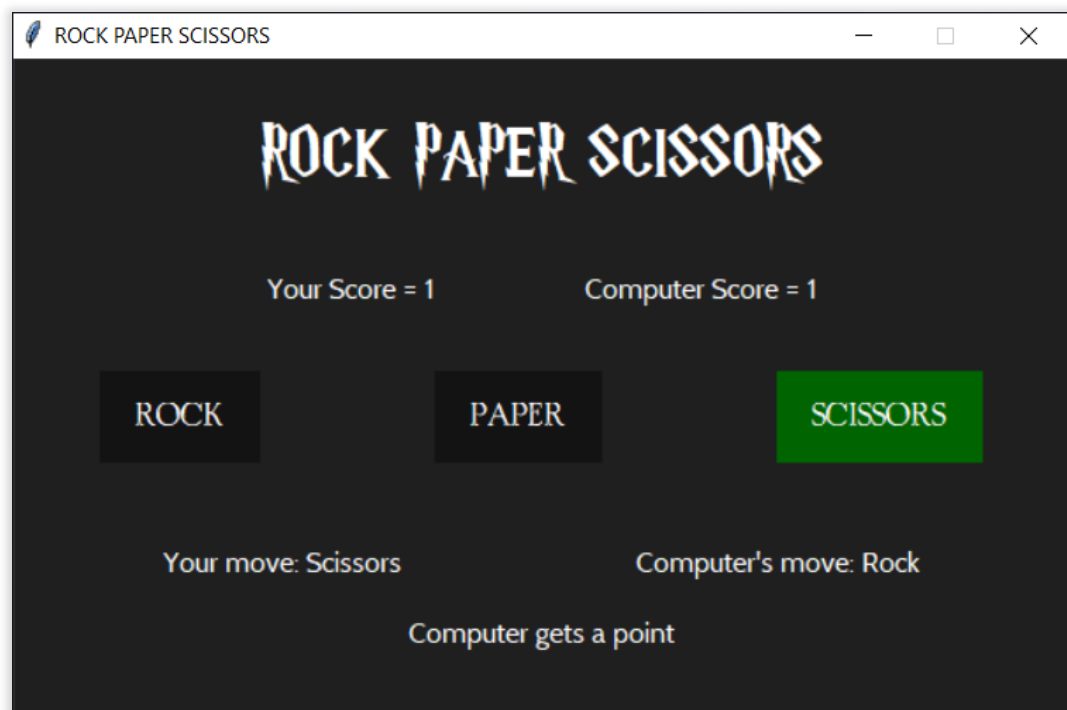 ROCK PAPER SCISSORS
ROCK PAPER SCISSORS
Your Score = 1 Computer Score = 1
ROCK PAPER SCISSORS
Your move: Scissors Computer's move: Rock
Computer gets a point